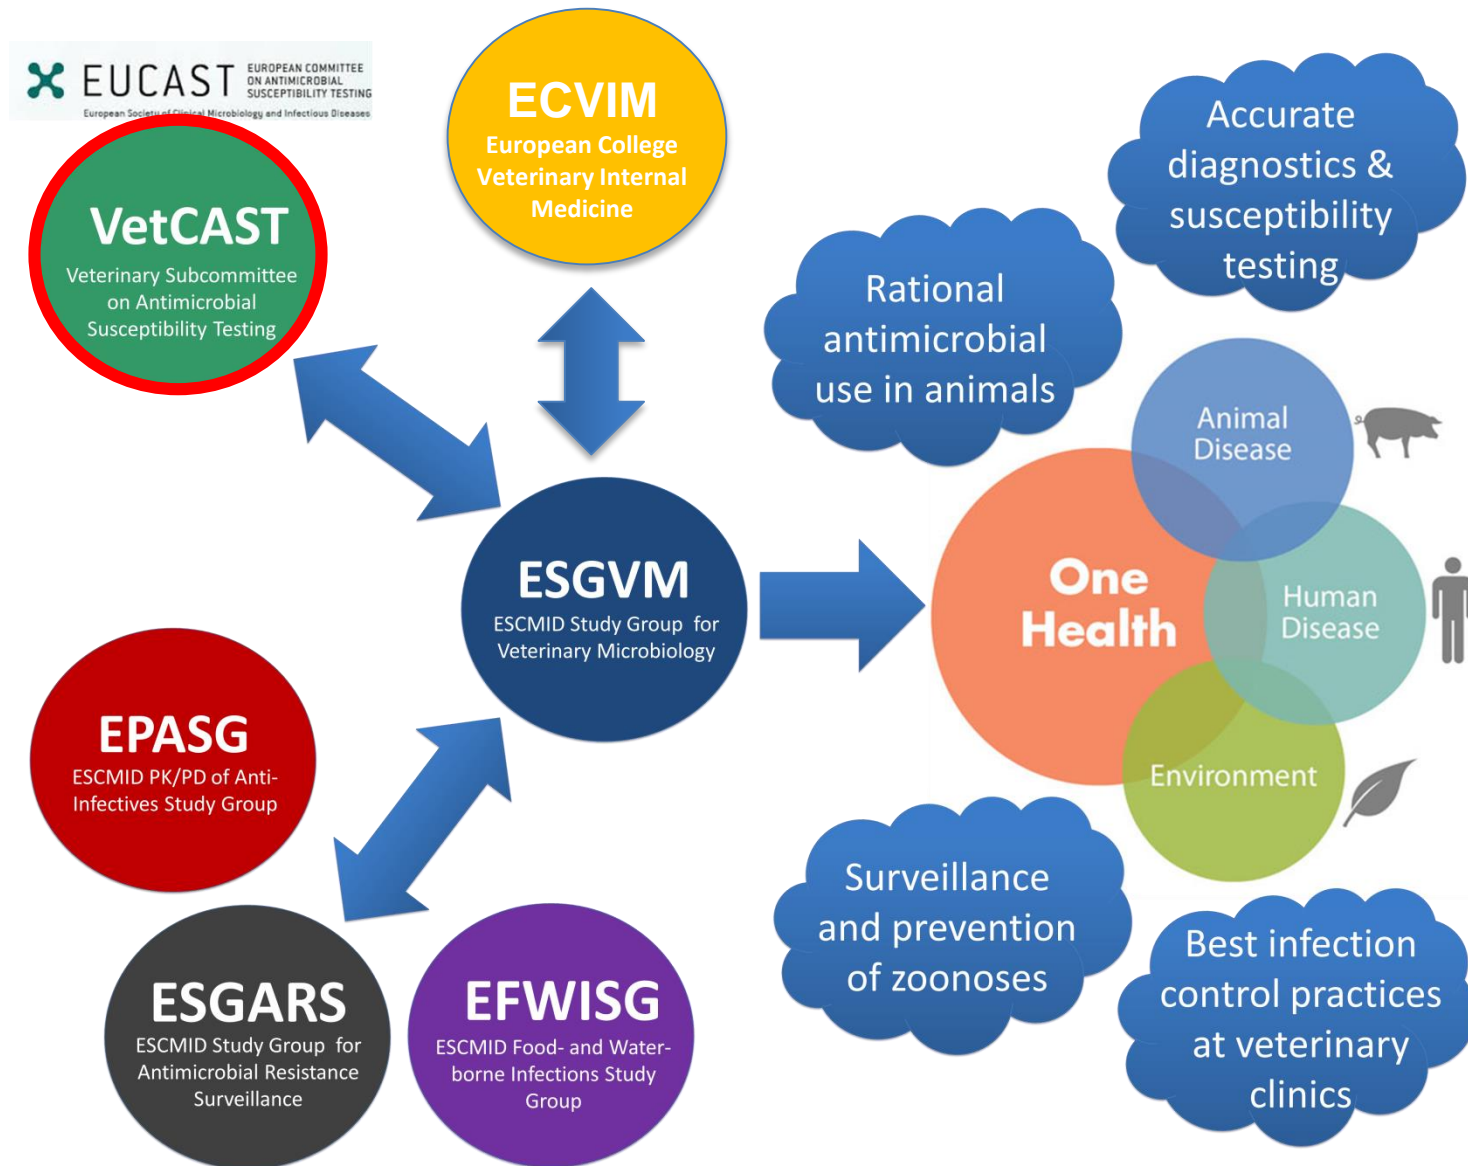 EUCAST
EUROPEAN COMMITTEE
ON ANTIMICROBIAL
SUSCEPTIBILITY TESTING
European Society of Clinical Microbiology and Infectious Diseases
VetCAST
Veterinary Subcommittee
on Antimicrobial
Susceptibility Testing
ECVIM
European College
Veterinary Internal
Medicine
ESGVM
ESCMID Study Group for
Veterinary Microbiology
EPASG
ESCMID PK/PD of Anti-
Infectives Study Group
ESGARS
ESCMID Study Group for
Antimicrobial Resistance
Surveillance
EFWISG
ESCMID Food- and Water-
borne Infections Study
Group
Rational
antimicrobial
use in animals
Accurate
diagnostics &
susceptibility
testing
One
Health
Animal
Disease
Human
Disease
Environment
Surveillance
and prevention
of zoonoses
Best infection
control practices
at veterinary
clinics